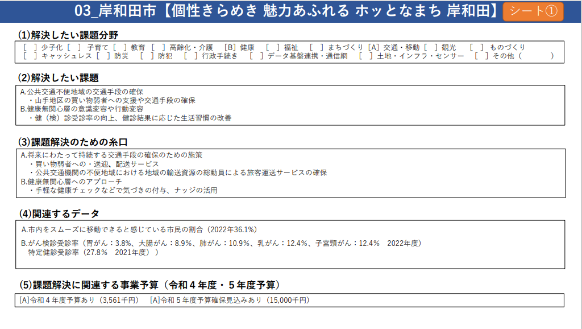 03_岸和田市【個性きらめき 魅力あふれる ホッとなまち 岸和田】
シート①
(1)解決したい課題分野
[ ] 少子化 [ ] 子育て [ ] 教育 [ ] 高齢化・介護 [B] 健康 [ ] 福祉 [ ] まちづくり [A] 交通・移動 [ ] 観光 [ ] ものづくり
[ ] キャッシュレス [ ] 防災 [ ] 防犯 [ ] 行政手続き [ ] データ基盤連携・通信網 [ ] 土地・インフラ・センサー [ ] その他（ ）
(2)解決したい課題
A.公共交通不便地域の交通手段の確保
・山手地区の買い物弱者への支援や交通手段の確保
B.健康無関心層の意識変容や行動変容
・健（検）診受診率の向上、健診結果に応じた生活習慣の改善
(3)課題解決のための糸口
A.将来にわたって持続する交通手段の確保のための施策
・買い物弱者への・送迎、配送サービス
・公共交通機関の不便地域における地域の輸送資源の総動員による旅客運送サービスの確保
B.健康無関心層へのアプローチ
・手軽な健康チェックなどで気づきの付与、ナッジの活用
(4)関連するデータ
A.市内をスムーズに移動できると感じている市民の割合（2022年36.1%）
B.がん検診受診率（胃がん：3.8%、大腸がん：8.9%、肺がん：10.9%、乳がん：12.4%、子宮頸がん：12.4% 2022年度）
特定健診受診率（27.8% 2021年度））
(5)課題解決に関連する事業予算（令和４年度・５年度予算）
[A]令和４年度予算あり（3,561千円） [A]令和５年度予算確保見込みあり（15,000千円）